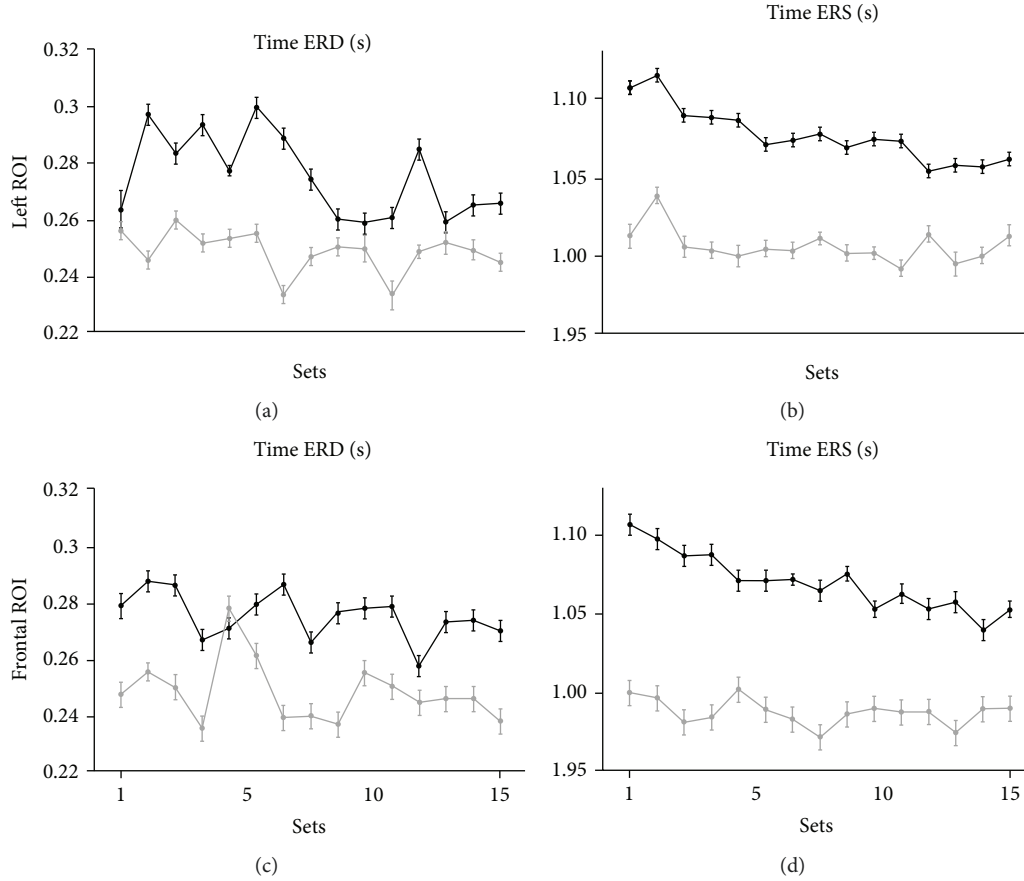 Time ERD (s)
Left ROI
0.32
0.3
0.28
0.26
0.24
0.22
Sets
(a)
Time ERS (s)
1.10
1.05
1.00
1.95
Sets
(b)
Time ERD (s)
Frontal ROI
0.32
0.3
0.28
0.26
0.24
0.22
1 5 10 15
Sets
(c)
Time ERS (s)
1.10
1.05
1.00
1.95
1 5 10 15
Sets
(d)